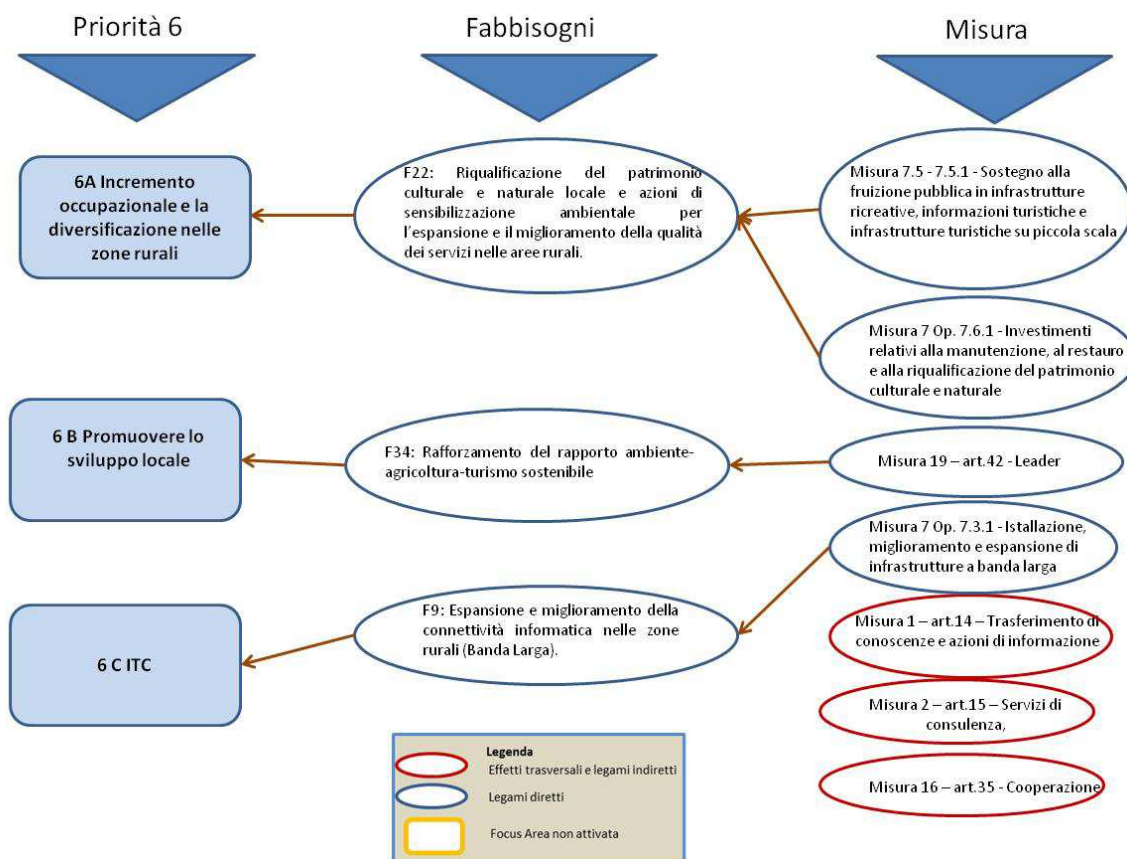 Priorità 6
Fabbisogni
Misura
6A Incremento
occupazionale e la
diversificazione nelle
zone rurali
F22: Riqualificazione del patrimonio
culturale e naturale locale e azioni di
sensibilizzazione ambientale per
l'espansione e il miglioramento della qualità
dei servizi nelle aree rurali.
Misura 7.5 - 7.5.1 - Sostegno alla
fruizione pubblica in infrastrutture
ricreative, informazioni turistiche e
infrastrutture turistiche su piccola scala
Misura 7 Op. 7.6.1 - Investimenti
relativi alla manutenzione, al restauro
e alla riqualificazione del patrimonio
culturale e naturale
6 B Promuovere lo
sviluppo locale
F34: Rafforzamento del rapporto ambiente-
agricoltura-turismo sostenibile
Misura 19 – art.42 - Leader
Misura 7 Op. 7.3.1 - Istallazione,
miglioramento e espansione di
infrastrutture a banda larga
6 C ITC
F9: Espansione e miglioramento della
connettività informatica nelle zone
rurali (Banda Larga).
Misura 1 – art.14 – Trasferimento di
conoscenze e azioni di informazione
Misura 2 – art.15 – Servizi di
consulenza,
Misura 16 – art.35 - Cooperazione
Legenda
Effetti trasversali e legami indiretti
Legami diretti
Focus Area non attivata